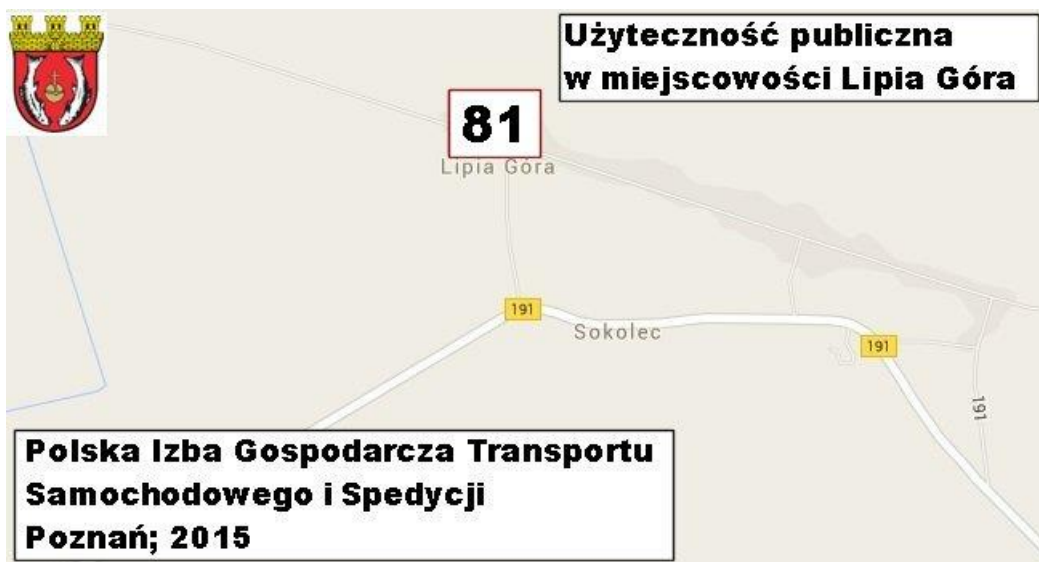 Użyteczność publiczna
w miejscowości Lipia Góra
81
Lipia Góra
191
Sokolec
191
191
Polska Izba Gospodarcza Transportu
Samochodowego i Spedycji
Poznań; 2015